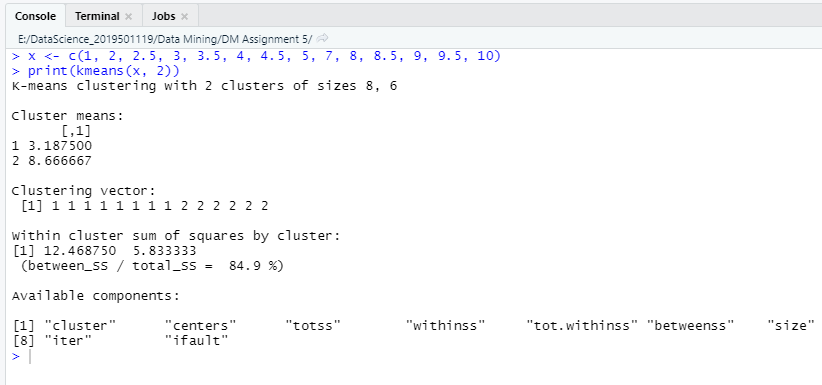 Console Terminal × Jobs ×
E:/DataScience_2019501119/Data Mining/DM Assignment 5/
> x <- c(1, 2, 2.5, 3, 3.5, 4, 4.5, 5, 7, 8, 8.5, 9, 9.5, 10)
> print(kmeans(x, 2))
K-means clustering with 2 clusters of sizes 8, 6
Cluster means:
[,1]
1 3.187500
2 8.666667
Clustering vector:
[1] 1 1 1 1 1 1 1 1 2 2 2 2 2 2
Within cluster sum of squares by cluster:
[1] 12.468750 5.833333
(between_SS / total_SS = 84.9 %)
Available components:
[1] "cluster" "centers" "totss" "withinss" "tot.withinss" "betweenss" "size"
[8] "iter" "ifault"
>